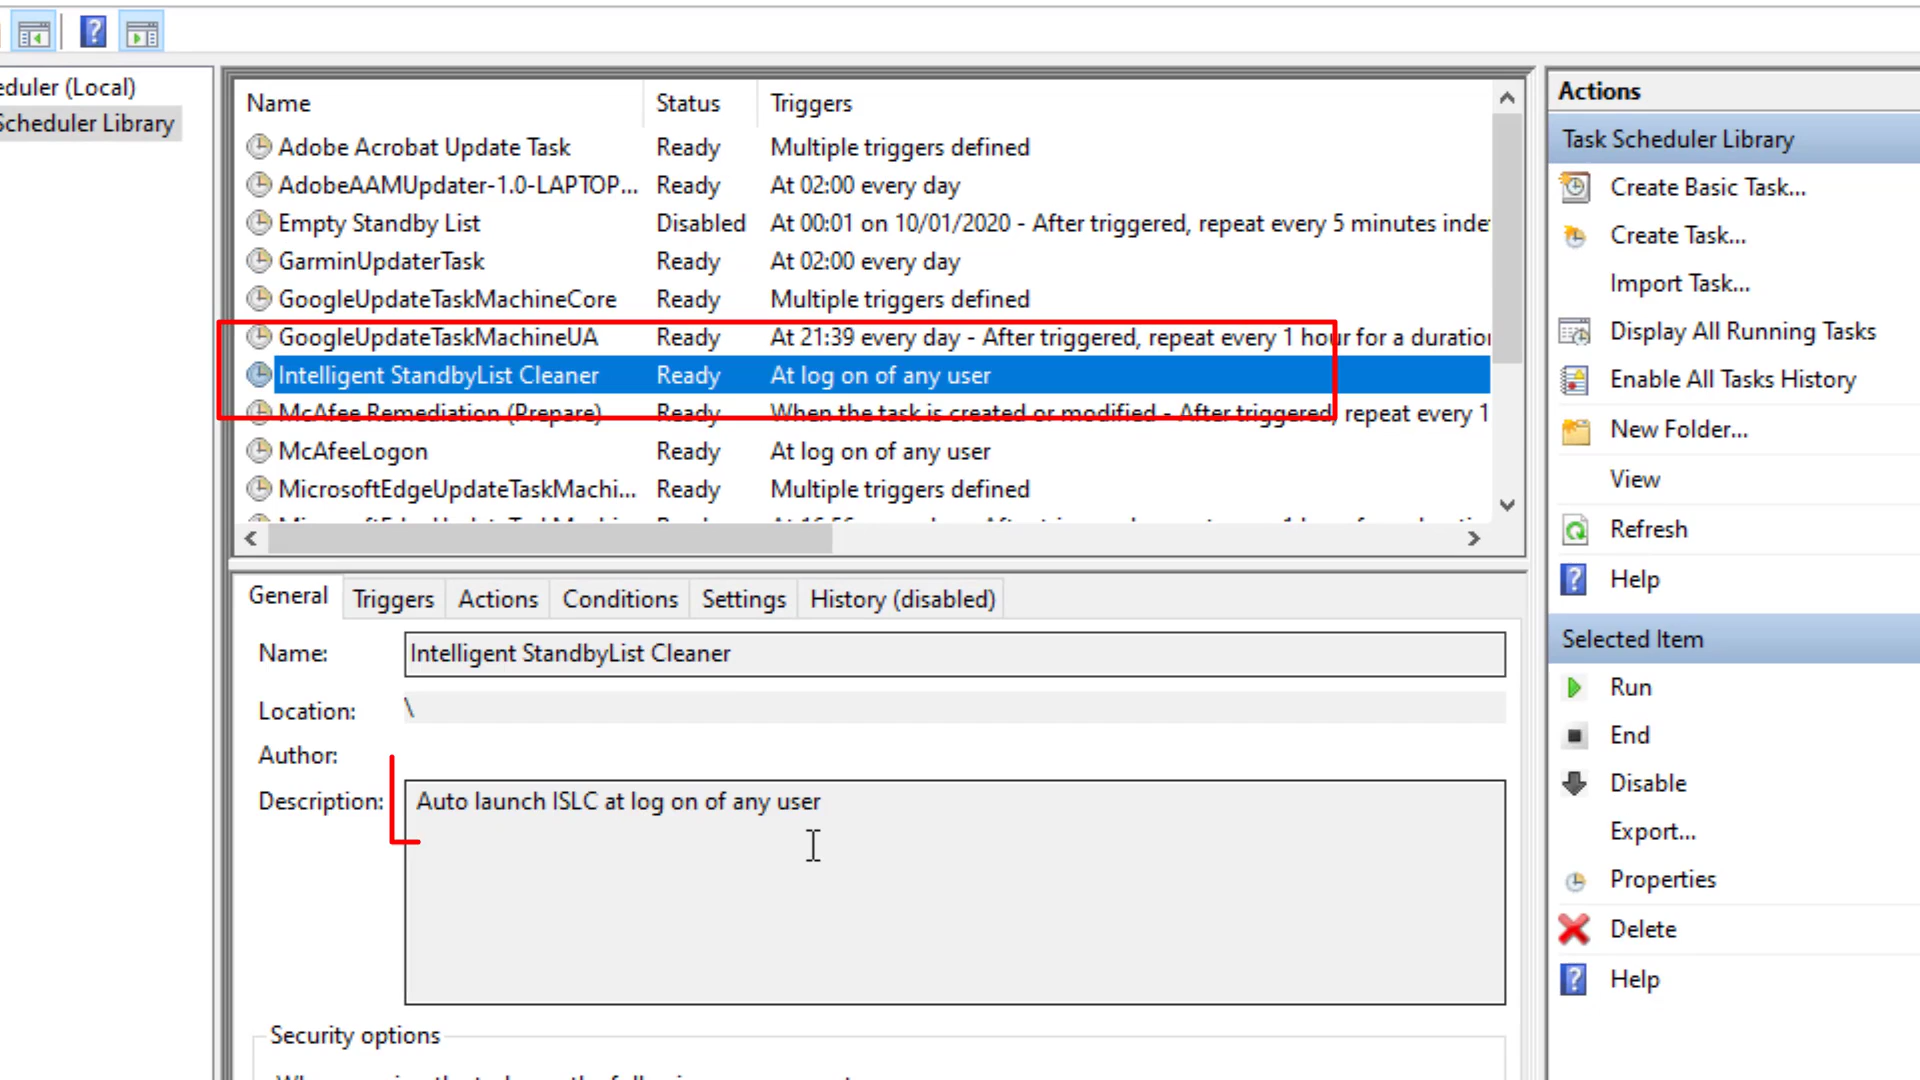 eduler (Local)
Scheduler Library
Name Status Triggers
Adobe Acrobat Update Task Ready Multiple triggers defined
AdobeAAMUpdater-1.0-LAPTOP... Ready At 02:00 every day
Empty Standby List Disabled At 00:01 on 10/01/2020 - After triggered, repeat every 5 minutes inde
GarminUpdaterTask Ready At 02:00 every day
GoogleUpdateTaskMachineCore Ready Multiple triggers defined
GoogleUpdateTaskMachineUA Ready At 21:39 every day - After triggered, repeat every 1 hour for a duration
Intelligent StandbyList Cleaner Ready At log on of any user
McAfee Remediation (Prepare) Ready When the task is created or modified - After triggered, repeat every 1
McAfeeLogon Ready At log on of any user
MicrosoftEdgeUpdateTaskMachi... Ready Multiple triggers defined
General Triggers Actions Conditions Settings History (disabled)
Name: Intelligent StandbyList Cleaner
Location: \
Author:
Description: Auto launch ISLC at log on of any user
Security options
Actions
Task Scheduler Library
Create Basic Task...
Create Task...
Import Task...
Display All Running Tasks
Enable All Tasks History
New Folder...
View
Refresh
Help
Selected Item
Run
End
Disable
Export...
Properties
Delete
Help